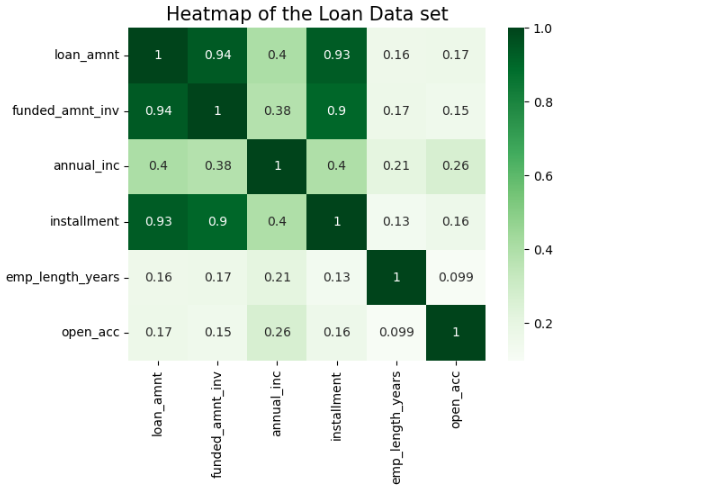 Heatmap of the Loan Data set
loan_amnt 1 0.94 0.4 0.93 0.16 0.17
funded_amnt_inv 0.94 1 0.38 0.9 0.17 0.15
annual_inc 0.4 0.38 1 0.4 0.21 0.26
installment 0.93 0.9 0.4 1 0.13 0.16
emp_length_years 0.16 0.17 0.21 0.13 1 0.099
open_acc 0.17 0.15 0.26 0.16 0.099 1
loan_amnt
funded_amnt_inv
annual_inc
installment
emp_length_years
open_acc
1.0
0.8
0.6
0.4
0.2